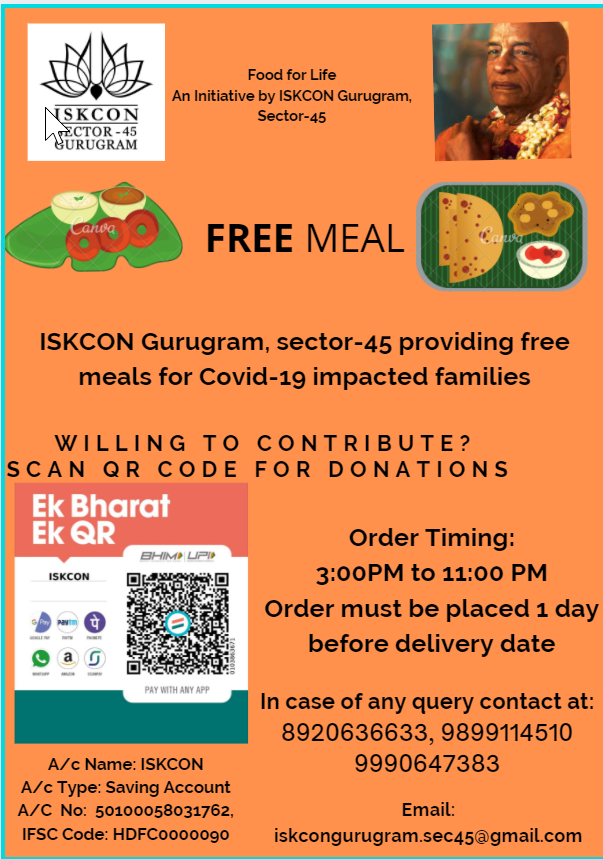 ISKCON
SECTOR-45
GURUGRAM
Food for Life
An Initiative by ISKCON Gurugram,
Sector-45
Canva
FREE MEAL
Canva
ISKCON Gurugram, sector-45 providing free
meals for Covid-19 impacted families
WILLING TO CONTRIBUTE?
SCAN QR CODE FOR DONATIONS
Ek Bharat
Ek QR
BHIM UPI
ISKCON
G Pay
Paytm
GOOGLE PAY
PAYTM
PHONEPE
WHATSAPP
AMAZON
PAY WITH ANY APP
Order Timing:
3:00PM to 11:00 PM
Order must be placed 1 day
before delivery date
In case of any query contact at:
8920636633, 9899114510
9990647383
A/c Name: ISKCON
A/c Type: Saving Account
A/C No: 50100058031762,
IFSC Code: HDFC0000090
Email:
iskcongurugram.sec45@gmail.com